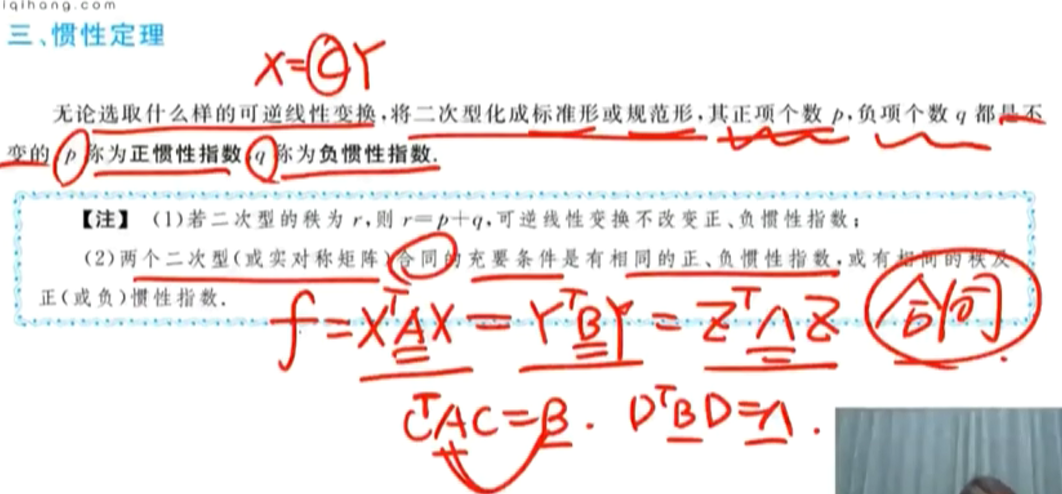 iqihang.com
三、惯性定理
X=CY
无论选取什么样的可逆线性变换,将二次型化成标准形或规范形,其正项个数 p,负项个数 q 都是不
变的 p 称为正惯性指数 q 称为负惯性指数.
【注】 (1)若二次型的秩为 r,则 r=p+q,可逆线性变换不改变正、负惯性指数;
(2)两个二次型(或实对称矩阵)合同的充要条件是有相同的正、负惯性指数,或有相同的秩及
正(或负)惯性指数.
f=XᵀAX=YᵀBY=ZᵀΛZ 合同
CᵀAC=B. DᵀBD=Λ.